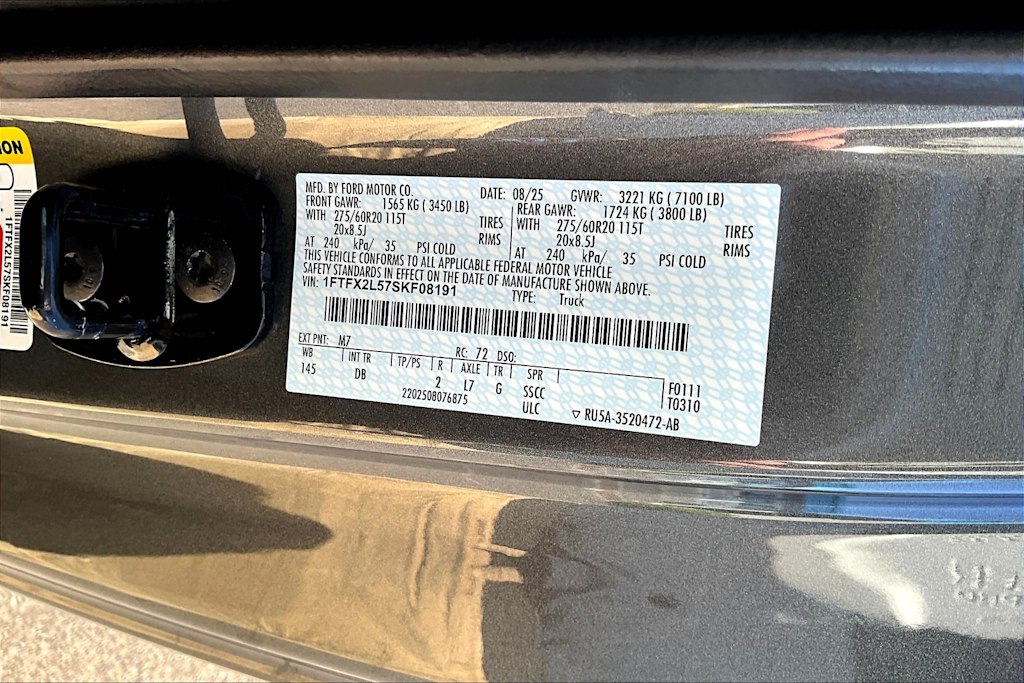 ION
1FTFX2L57SKF08191
MFD. BY FORD MOTOR CO. DATE: 08/25 GVWR: 3221 KG ( 7100 LB)
FRONT GAWR: 1565 KG ( 3450 LB) REAR GAWR: 1724 KG ( 3800 LB)
WITH 275/60R20 115T TIRES WITH 275/60R20 115T TIRES
20x8.5J RIMS 20x8.5J RIMS
AT 240 kPa/ 35 PSI COLD AT 240 kPa/ 35 PSI COLD
THIS VEHICLE CONFORMS TO ALL APPLICABLE FEDERAL MOTOR VEHICLE
SAFETY STANDARDS IN EFFECT ON THE DATE OF MANUFACTURE SHOWN ABOVE.
VIN: 1FTFX2L57SKF08191 TYPE: Truck
EXT PNT: M7 RC: 72 DSO:
WB INT TR TP/PS R AXLE TR SPR F0111
145 DB 2 L7 G SSCC T0310
2202508076875 ULC RU5A-3520472-AB